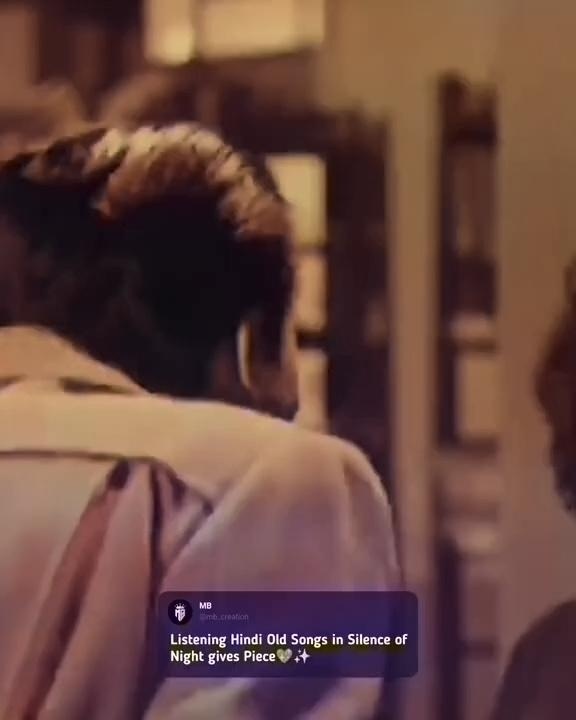 MB
@mb_creation
Listening Hindi Old Songs in Silence of
Night gives Piece💚✨